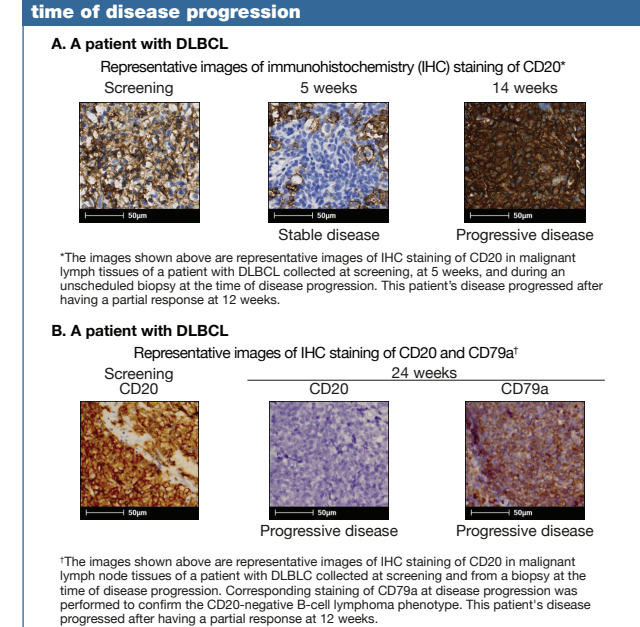 time of disease progression
A. A patient with DLBCL
Representative images of immunohistochemistry (IHC) staining of CD20*
Screening 5 weeks 14 weeks
50µm 50µm 50µm
Stable disease Progressive disease
*The images shown above are representative images of IHC staining of CD20 in malignant
lymph tissues of a patient with DLBCL collected at screening, at 5 weeks, and during an
unscheduled biopsy at the time of disease progression. This patient’s disease progressed after
having a partial response at 12 weeks.
B. A patient with DLBCL
Representative images of IHC staining of CD20 and CD79a†
Screening 24 weeks
CD20 CD20 CD79a
50µm 50µm 50µm
Progressive disease Progressive disease
†The images shown above are representative images of IHC staining of CD20 in malignant
lymph node tissues of a patient with DLBLC collected at screening and from a biopsy at the
time of disease progression. Corresponding staining of CD79a at disease progression was
performed to confirm the CD20-negative B-cell lymphoma phenotype. This patient's disease
progressed after having a partial response at 12 weeks.